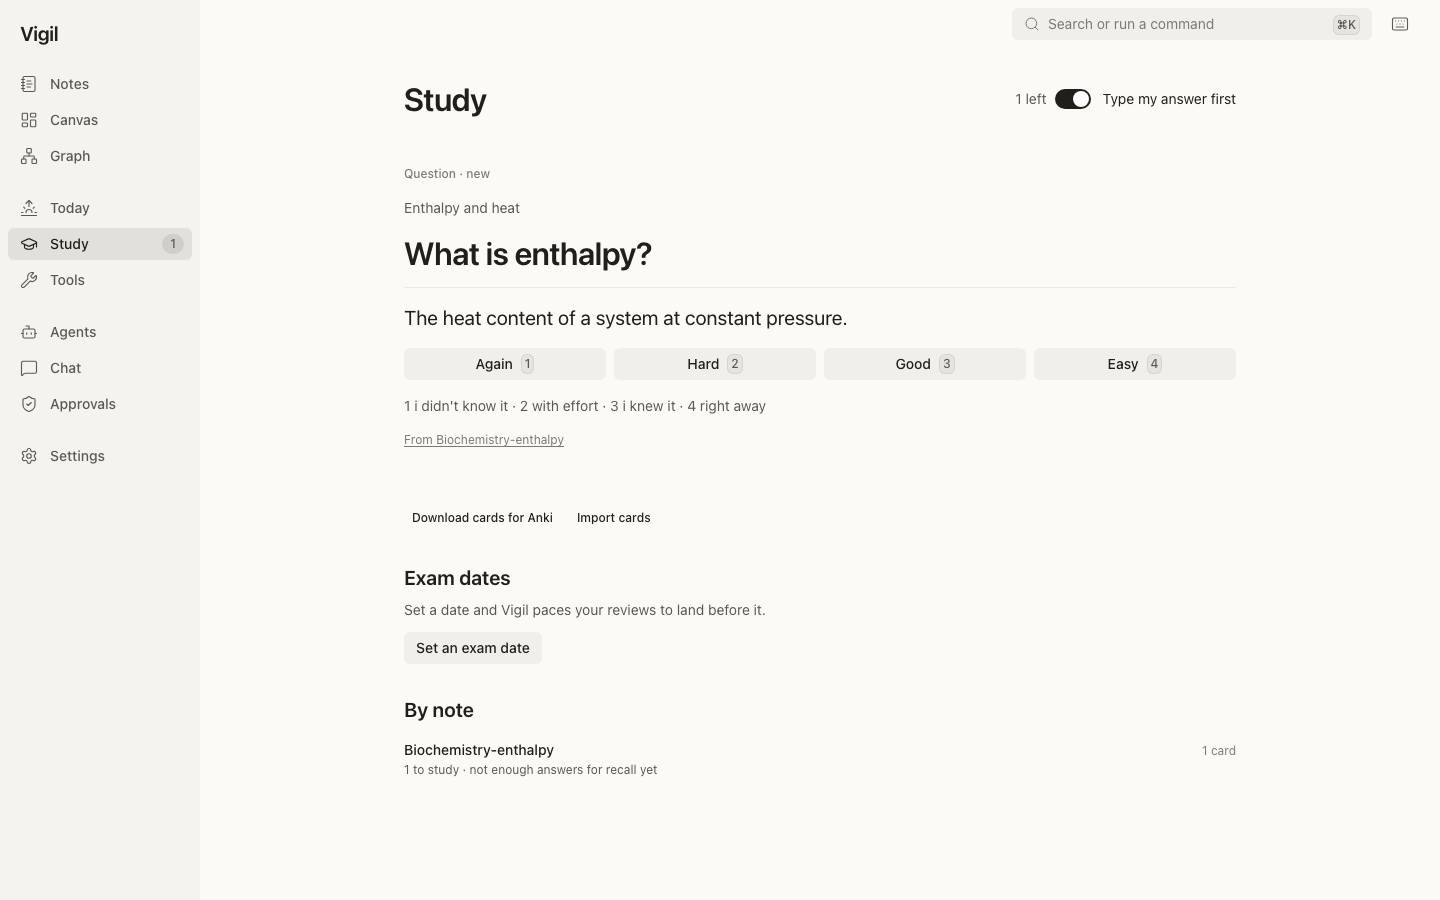 Vigil
Search or run a command ⌘K
Notes
Canvas
Graph
Today
Study 1
Tools
Agents
Chat
Approvals
Settings
Study
1 left Type my answer first
Question · new
Enthalpy and heat
What is enthalpy?
The heat content of a system at constant pressure.
Again 1 Hard 2 Good 3 Easy 4
1 i didn't know it · 2 with effort · 3 i knew it · 4 right away
From Biochemistry-enthalpy
Download cards for Anki Import cards
Exam dates
Set a date and Vigil paces your reviews to land before it.
Set an exam date
By note
Biochemistry-enthalpy 1 card
1 to study · not enough answers for recall yet